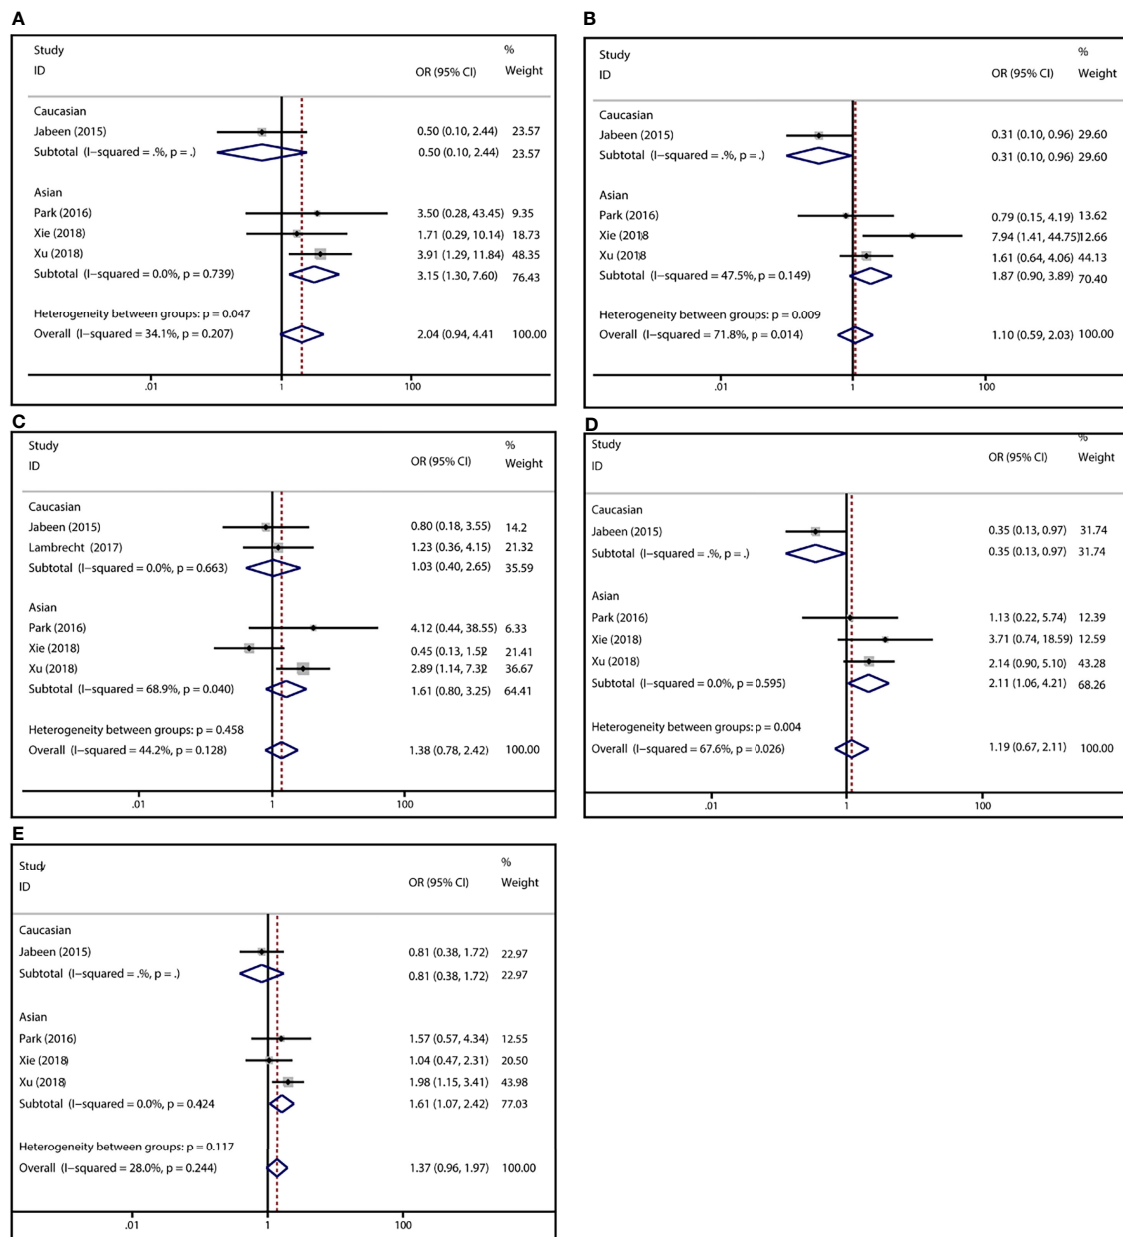 A
Study %
ID OR (95% CI) Weight
Caucasian
Jabeen (2015) 0.50 (0.10, 2.44) 23.57
Subtotal (I−squared = .%, p = .) 0.50 (0.10, 2.44) 23.57
Asian
Park (2016) 3.50 (0.28, 43.45) 9.35
Xie (2018) 1.71 (0.29, 10.14) 18.73
Xu (2018) 3.91 (1.29, 11.84) 48.35
Subtotal (I−squared = 0.0%, p = 0.739) 3.15 (1.30, 7.60) 76.43
Heterogeneity between groups: p = 0.047
Overall (I−squared = 34.1%, p = 0.207) 2.04 (0.94, 4.41 100.00
.01 1 100
B
Study %
ID OR (95% CI) Weight
Caucasian
Jabeen (2015) 0.31 (0.10, 0.96) 29.60
Subtotal (I−squared = .%, p = .) 0.31 (0.10, 0.96) 29.60
Asian
Park (2016) 0.79 (0.15, 4.19) 13.62
Xie (2018 7.94 (1.41, 44.75) 12.66
Xu (2018 1.61 (0.64, 4.06) 44.13
Subtotal (I−squared = 47.5%, p = 0.149) 1.87 (0.90, 3.89) 70.40
Heterogeneity between groups: p = 0.009
Overall (I−squared = 71.8%, p = 0.014) 1.10 (0.59, 2.03) 100.00
.01 1 100
C
Study %
ID OR (95% CI) Weight
Caucasian
Jabeen (2015) 0.80 (0.18, 3.55) 14.2
Lambrecht (2017) 1.23 (0.36, 4.15) 21.32
Subtotal (I−squared = 0.0%, p = 0.663) 1.03 (0.40, 2.65) 35.59
Asian
Park (2016) 4.12 (0.44, 38.55) 6.33
Xie (2018) 0.45 (0.13, 1.52 21.41
Xu (2018) 2.89 (1.14, 7.32 36.67
Subtotal (I−squared = 68.9%, p = 0.040) 1.61 (0.80, 3.25) 64.41
Heterogeneity between groups: p = 0.458
Overall (I−squared = 44.2%, p = 0.128) 1.38 (0.78, 2.42) 100.00
.01 1 100
D
Study %
ID OR (95% CI) Weight
Caucasian
Jabeen (2015) 0.35 (0.13, 0.97) 31.74
Subtotal (I−squared = .%, p = .) 0.35 (0.13, 0.97) 31.74
Asian
Park (2016) 1.13 (0.22, 5.74) 12.39
Xie (2018) 3.71 (0.74, 18.59) 12.59
Xu (2018) 2.14 (0.90, 5.10) 43.28
Subtotal (I−squared = 0.0%, p = 0.595) 2.11 (1.06, 4.21) 68.26
Heterogeneity between groups: p = 0.004
Overall (I−squared = 67.6%, p = 0.026) 1.19 (0.67, 2.11) 100.00
.01 1 100
E
Study %
ID OR (95% CI) Weight
Caucasian
Jabeen (2015) 0.81 (0.38, 1.72) 22.97
Subtotal (I−squared = .%, p = .) 0.81 (0.38, 1.72) 22.97
Asian
Park (2016) 1.57 (0.57, 4.34) 12.55
Xie (2018) 1.04 (0.47, 2.31) 20.50
Xu (2018) 1.98 (1.15, 3.41) 43.98
Subtotal (I−squared = 0.0%, p = 0.424 1.61 (1.07, 2.42) 77.03
Heterogeneity between groups: p = 0.117
Overall (I−squared = 28.0%, p = 0.244) 1.37 (0.96, 1.97) 100.00
.01 1 100